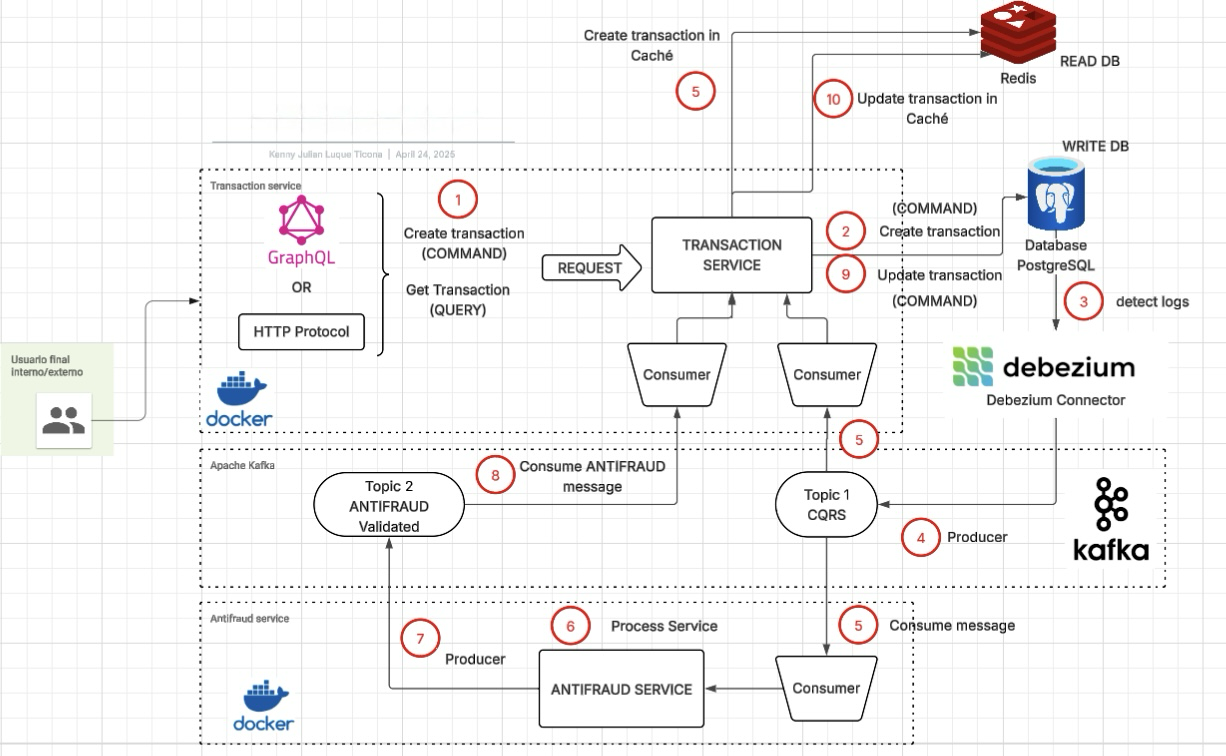 Create transaction in
Caché
5
READ DB
Redis
10
Update transaction in
Caché
Kenny Julian Luque Ticona | April 24, 2025
WRITE DB
Transaction service
1
Create transaction
(COMMAND)
GraphQL
OR
HTTP Protocol
Get Transaction
(QUERY)
REQUEST
TRANSACTION
SERVICE
2
(COMMAND)
Create transaction
9
Update transaction
(COMMAND)
Database
PostgreSQL
3
detect logs
Usuario final
interno/externo
docker
Consumer
Consumer
debezium
Debezium Connector
5
Apache Kafka
8
Consume ANTIFRAUD
message
Topic 2
ANTIFRAUD
Validated
Topic 1
CQRS
4
Producer
kafka
Antifraud service
7
Producer
6
Process Service
5
Consume message
ANTIFRAUD SERVICE
Consumer
docker